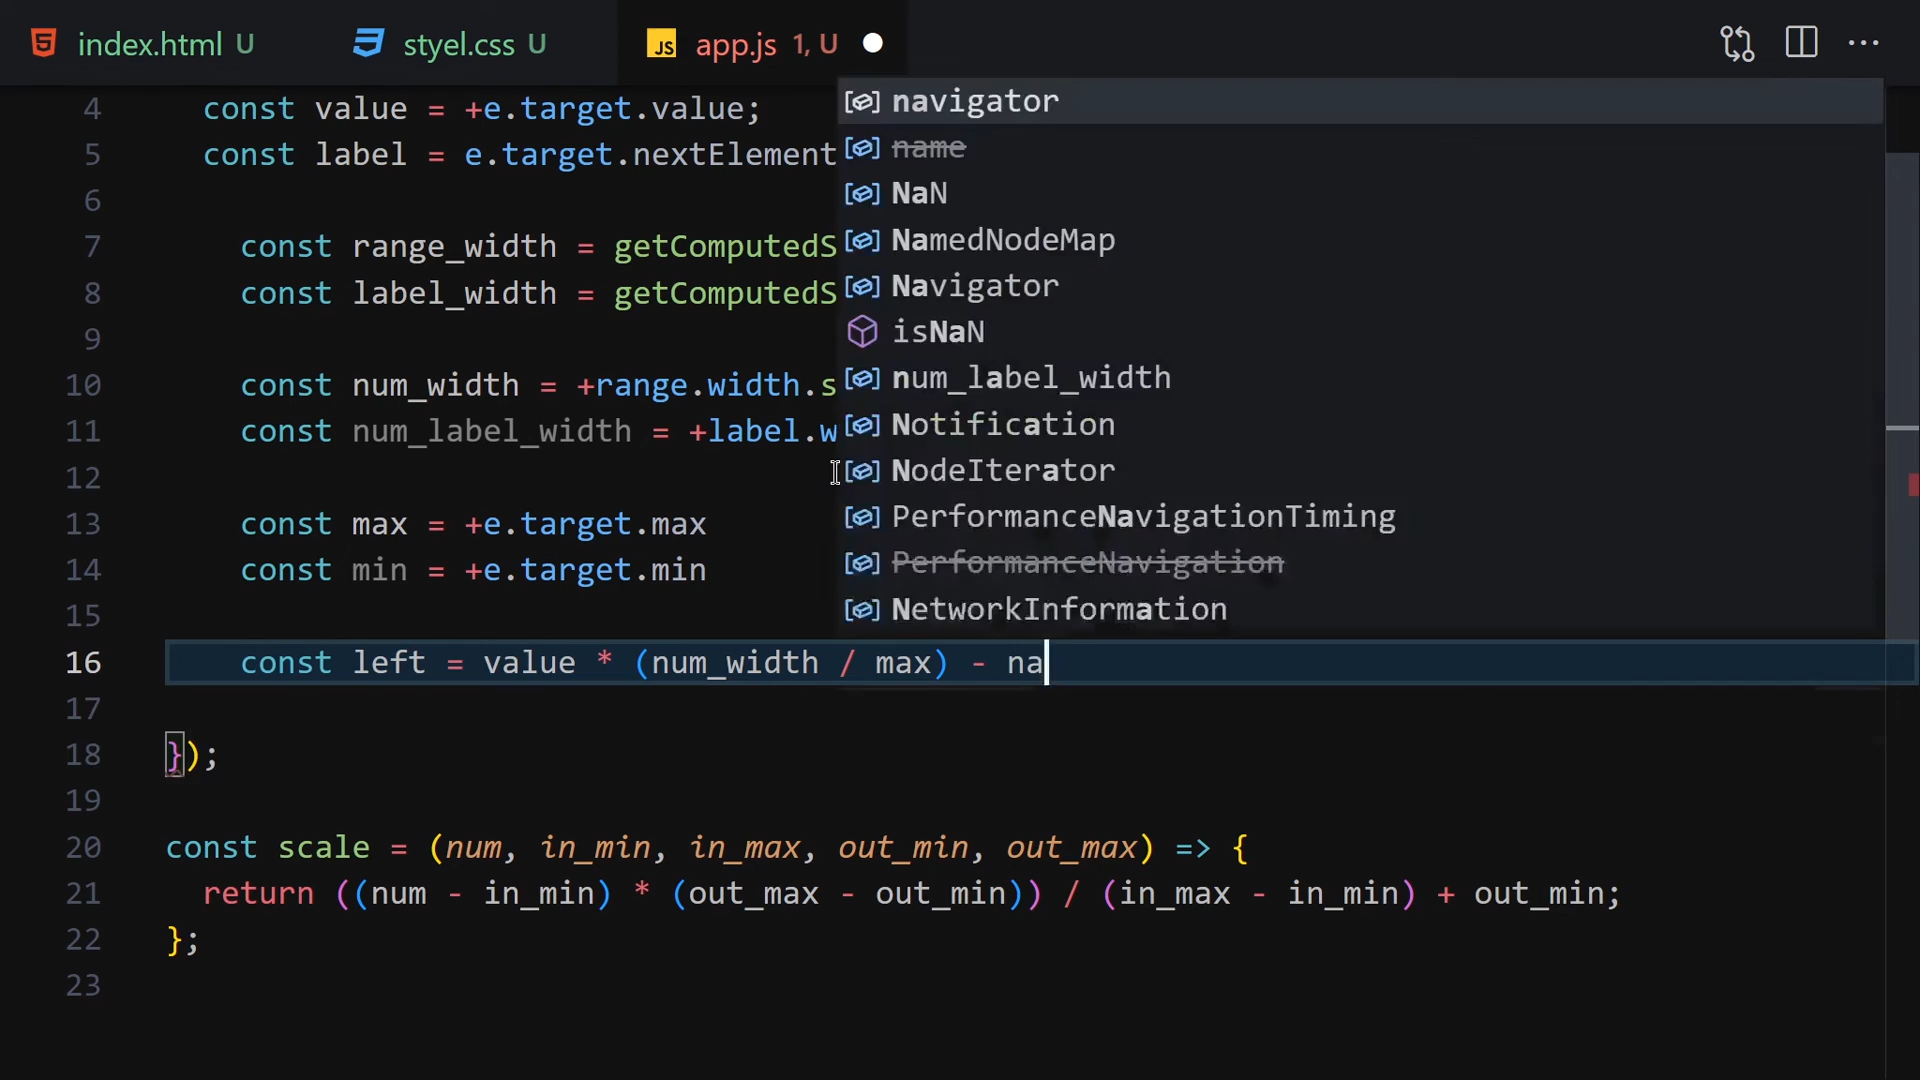 index.html U styel.css U JS app.js 1, U
4 const value = +e.target.value;
5 const label = e.target.nextElement
6
7 const range_width = getComputedS
8 const label_width = getComputedS
9
10 const num_width = +range.width.s
11 const num_label_width = +label.w
12
13 const max = +e.target.max
14 const min = +e.target.min
15
16 const left = value * (num_width / max) - na
17
18 });
19
20 const scale = (num, in_min, in_max, out_min, out_max) => {
21 return ((num - in_min) * (out_max - out_min)) / (in_max - in_min) + out_min;
22 };
23
navigator
name
NaN
NamedNodeMap
Navigator
isNaN
num_label_width
Notification
NodeIterator
PerformanceNavigationTiming
PerformanceNavigation
NetworkInformation